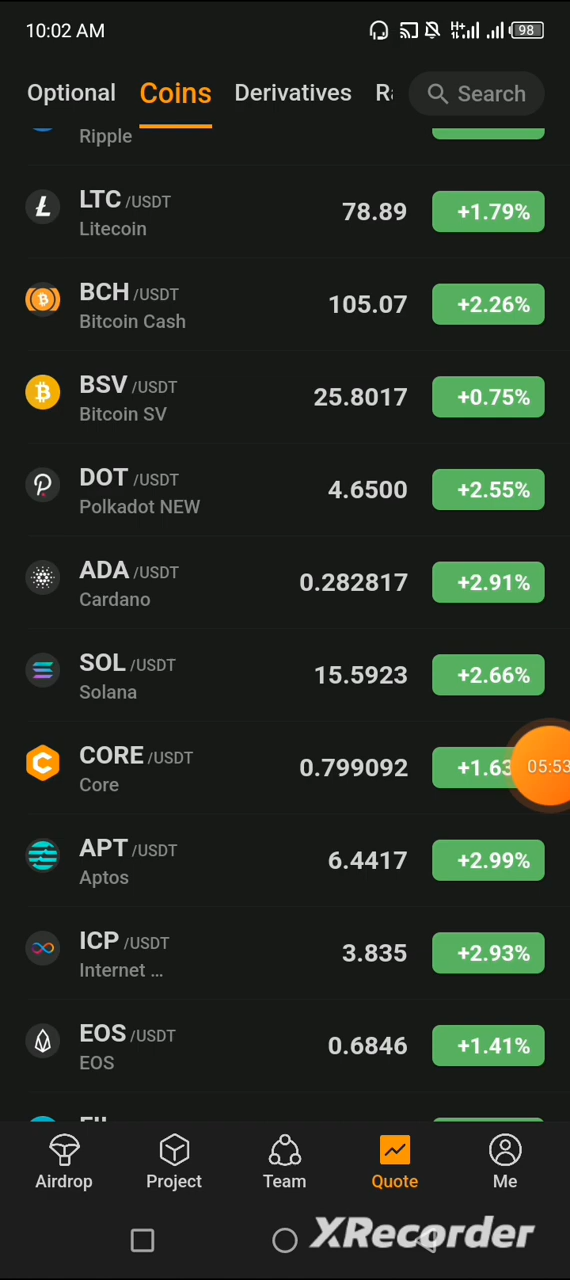 10:02 AM
H+
98
Optional Coins Derivatives Search
Ripple
LTC /USDT 78.89 +1.79%
Litecoin
BCH /USDT 105.07 +2.26%
Bitcoin Cash
BSV /USDT 25.8017 +0.75%
Bitcoin SV
DOT /USDT 4.6500 +2.55%
Polkadot NEW
ADA /USDT 0.282817 +2.91%
Cardano
SOL /USDT 15.5923 +2.66%
Solana
CORE /USDT 0.799092 +1.63
05:53
Core
APT /USDT 6.4417 +2.99%
Aptos
ICP /USDT 3.835 +2.93%
Internet ...
EOS /USDT 0.6846 +1.41%
EOS
Airdrop Project Team Quote Me
XRecorder